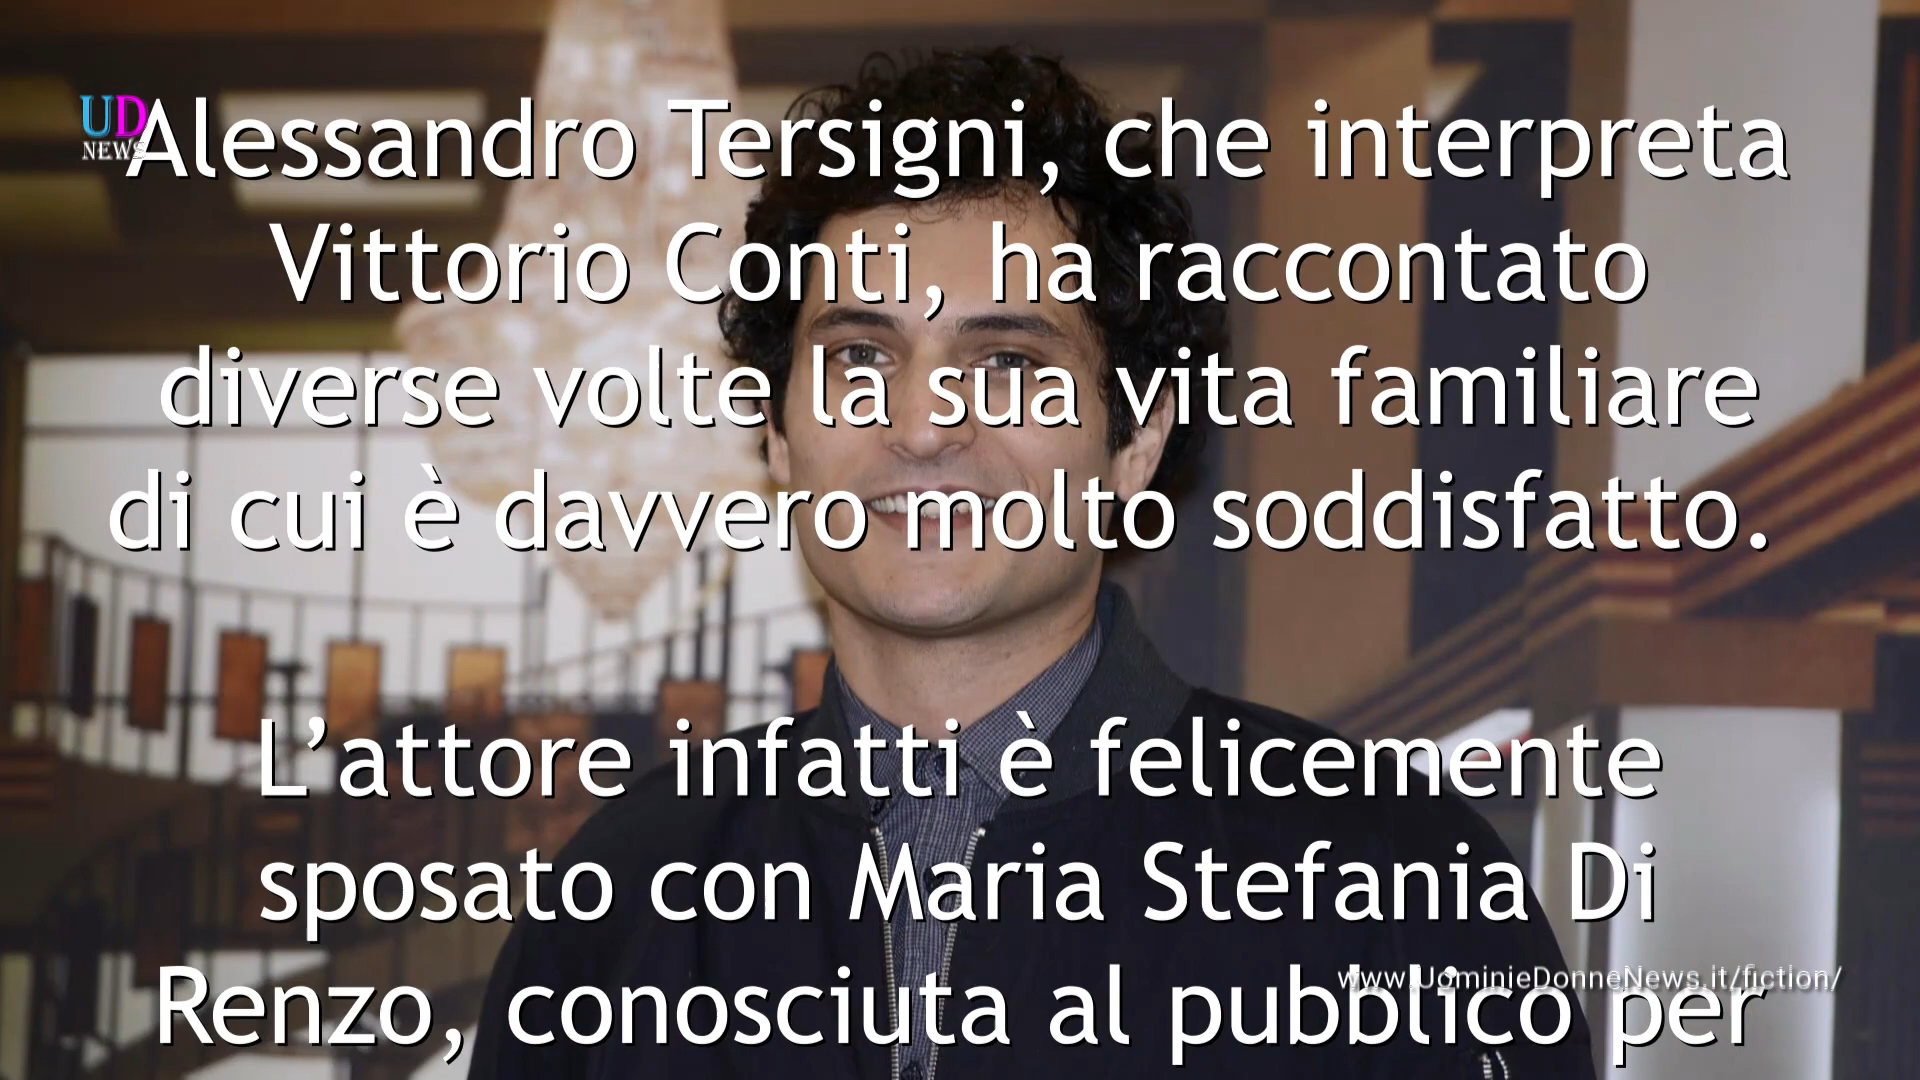 UD
NEWS
Alessandro Tersigni, che interpreta
Vittorio Conti, ha raccontato
diverse volte la sua vita familiare
di cui è davvero molto soddisfatto.
L’attore infatti è felicemente
sposato con Maria Stefania Di
Renzo, conosciuta al pubblico per
www.UominieDonneNews.it/fiction/